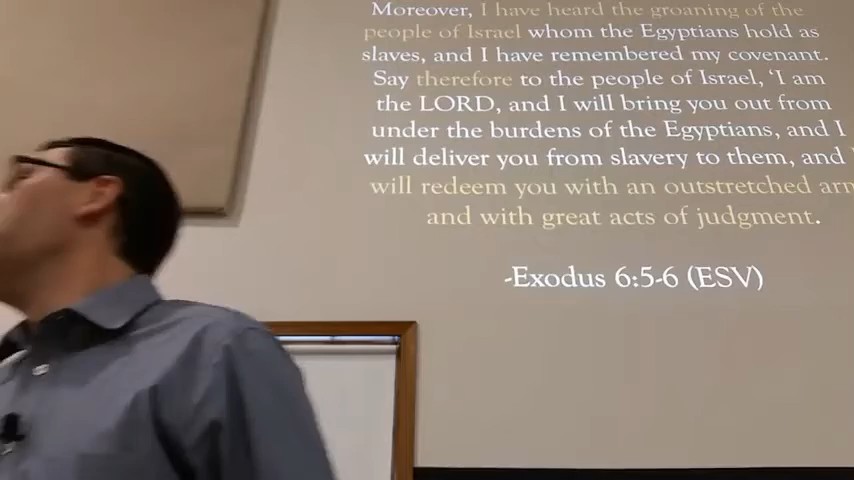 Moreover, I have heard the groaning of the
people of Israel whom the Egyptians hold as
slaves, and I have remembered my covenant.
Say therefore to the people of Israel, 'I am
the LORD, and I will bring you out from
under the burdens of the Egyptians, and I
will deliver you from slavery to them, and I
will redeem you with an outstretched arm
and with great acts of judgment.
-Exodus 6:5-6 (ESV)